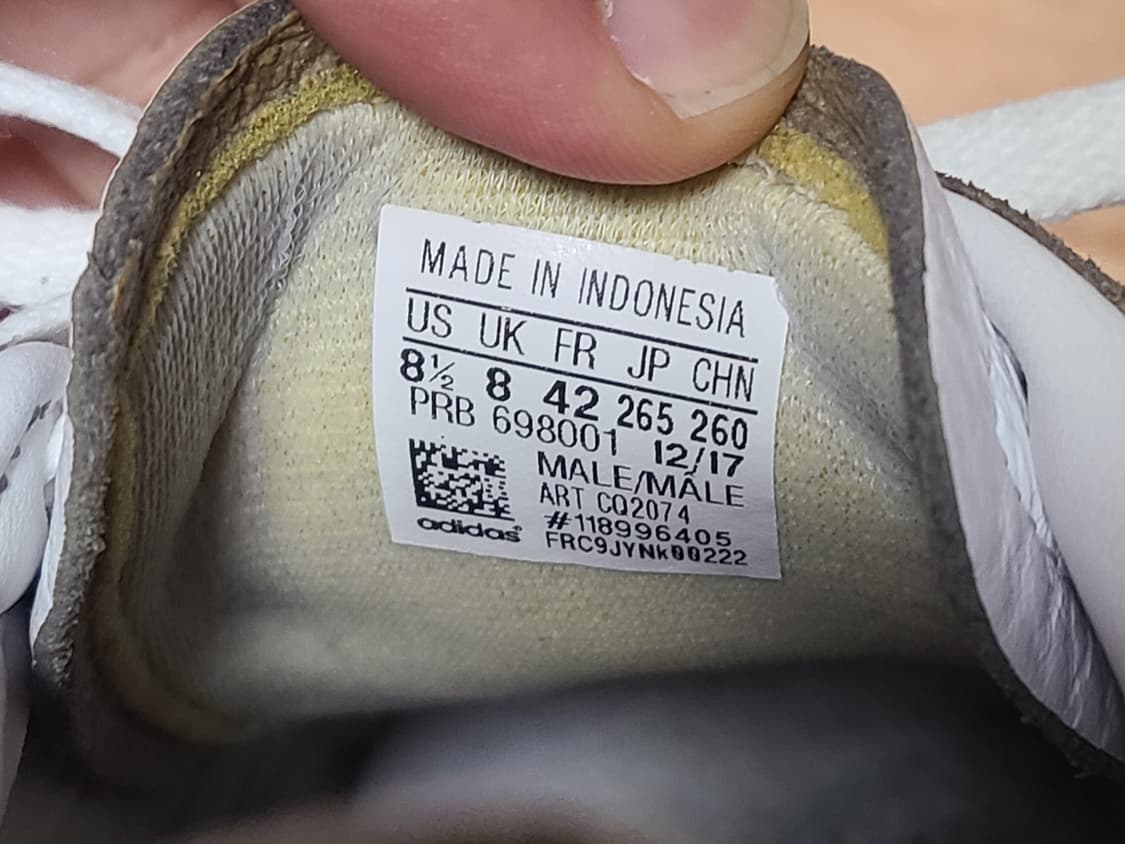 MADE IN INDONESIA
US UK FR JP CHN
8½ 8 42 265 260
PRB 698001 12/17
MALE/MÂLE
ART CQ2074
#118996405
FRC9JYNk00222
adidas